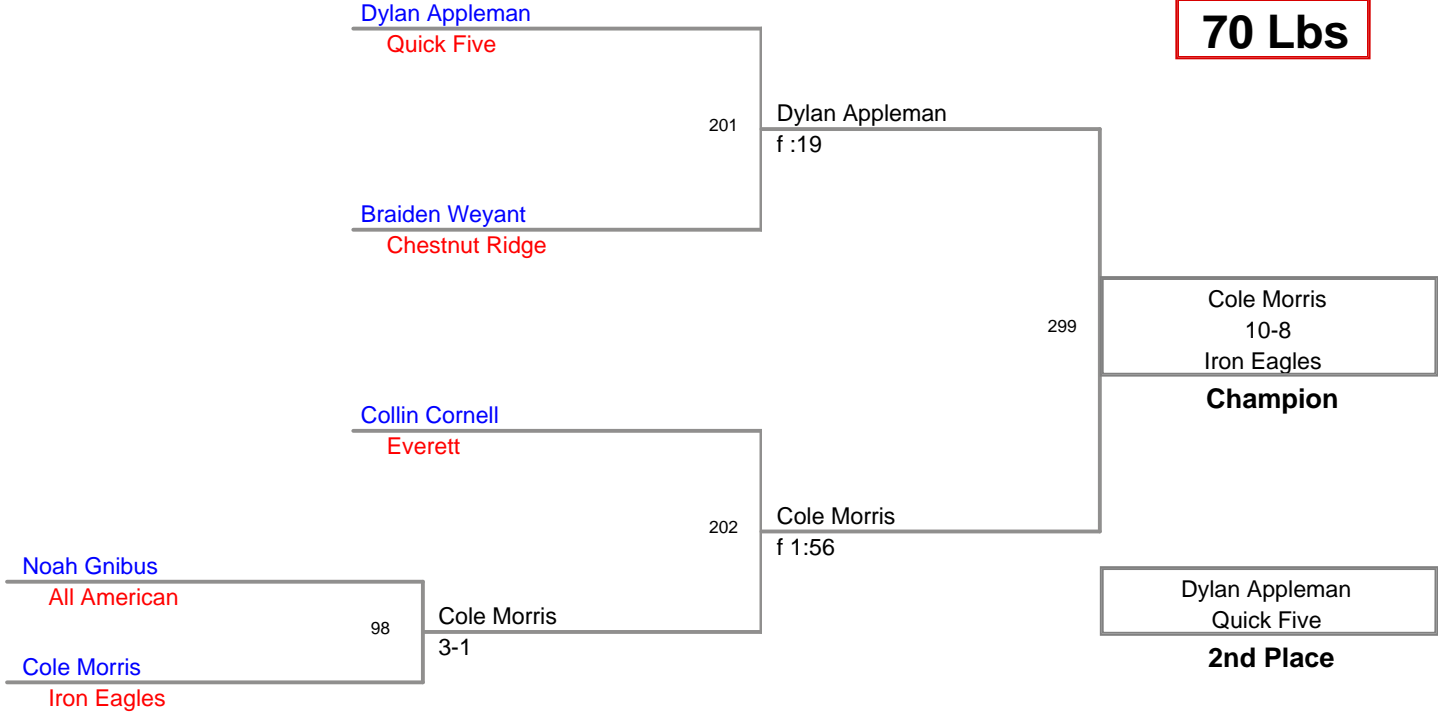 Dylan Appleman
Quick Five
70 Lbs
201
Dylan Appleman
f :19
Braiden Weyant
Chestnut Ridge
299
Cole Morris
10-8
Iron Eagles
Champion
Collin Cornell
Everett
202
Cole Morris
f 1:56
Noah Gnibus
All American
98
Cole Morris
3-1
Cole Morris
Iron Eagles
Dylan Appleman
Quick Five
2nd Place